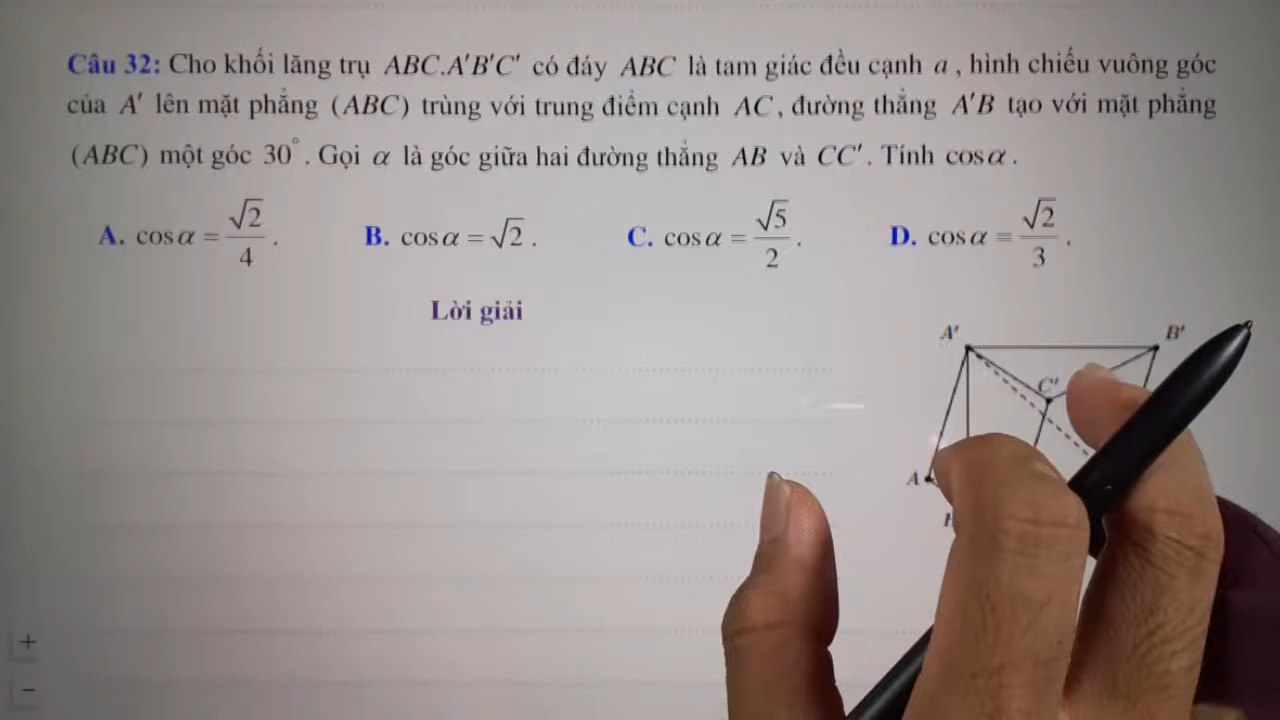 Câu 32: Cho khối lăng trụ ABC.A'B'C' có đáy ABC là tam giác đều cạnh a , hình chiếu vuông góc
của A' lên mặt phẳng (ABC) trùng với trung điểm cạnh AC , đường thẳng A'B tạo với mặt phẳng
(ABC) một góc 30° . Gọi α là góc giữa hai đường thẳng AB và CC' . Tính cosα .
A. cosα = √2/4 . B. cosα = √2 . C. cosα = √5/2 . D. cosα = √2/3 .
Lời giải
A' B'
C'
A
+
−